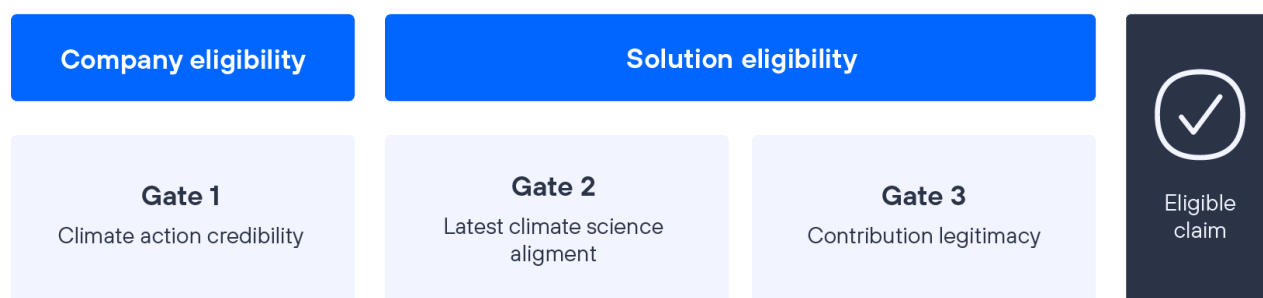 Company eligibility
Solution eligibility
Gate 1
Climate action credibility
Gate 2
Latest climate science
aligment
Gate 3
Contribution legitimacy
Eligible
claim